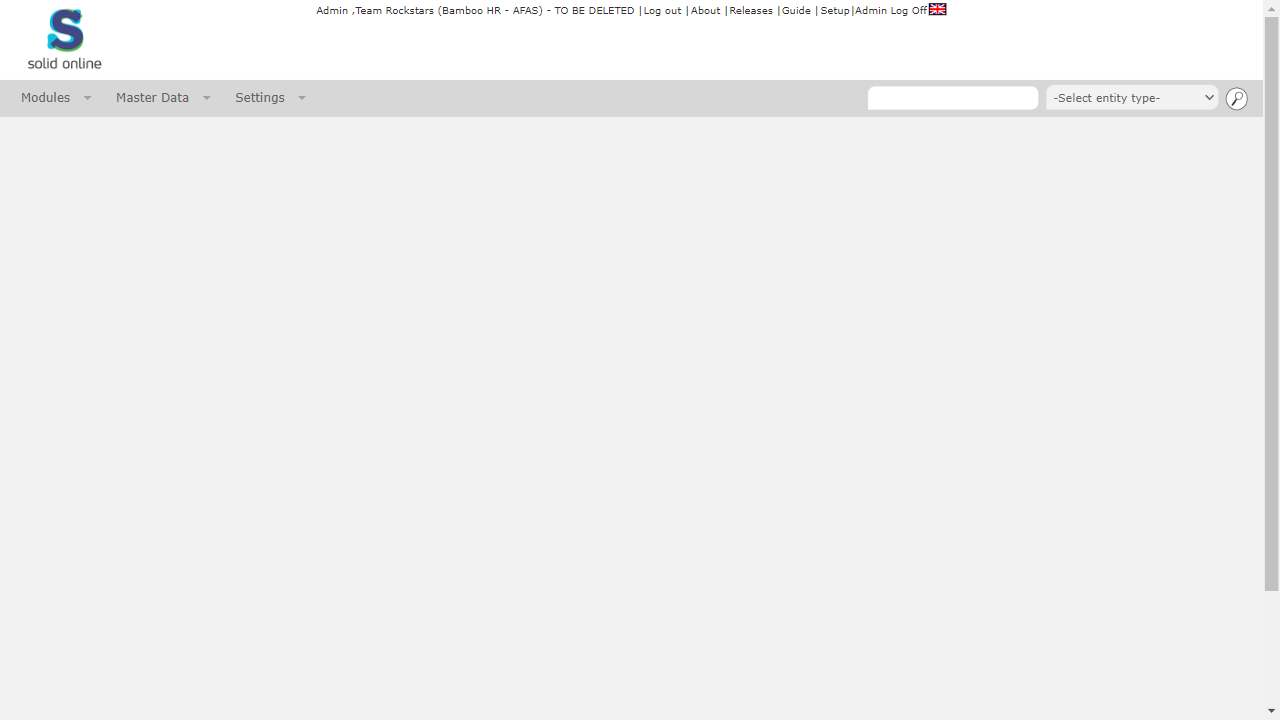 Admin ,Team Rockstars (Bamboo HR - AFAS) - TO BE DELETED |Log out |About |Releases |Guide |Setup|Admin Log Off
S
solid online
Modules Master Data Settings -Select entity type-